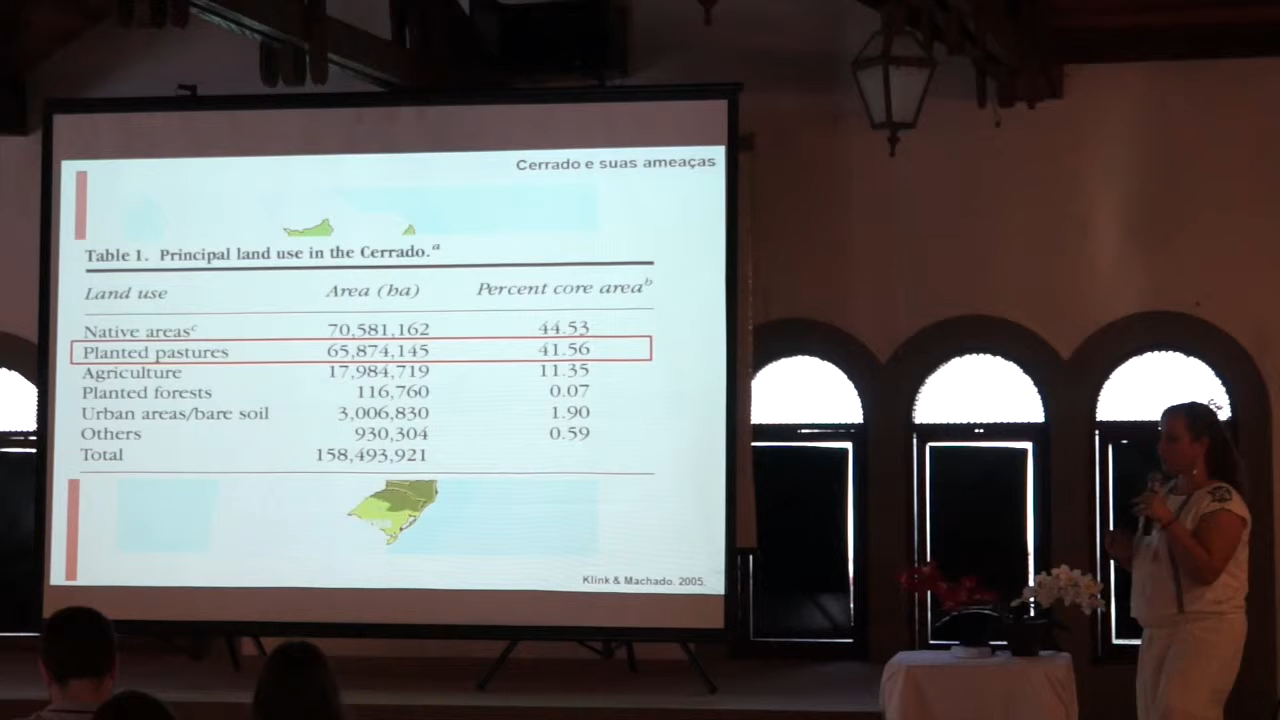 Cerrado e suas ameaças
Table 1. Principal land use in the Cerrado.a
Land use Area (ha) Percent core areab
Native areasc 70,581,162 44.53
Planted pastures 65,874,145 41.56
Agriculture 17,984,719 11.35
Planted forests 116,760 0.07
Urban areas/bare soil 3,006,830 1.90
Others 930,304 0.59
Total 158,493,921
Klink & Machado. 2005.